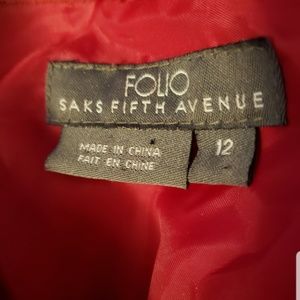 FOLIO
SAKS FIFTH AVENUE
MADE IN CHINA
FAIT EN CHINE
12